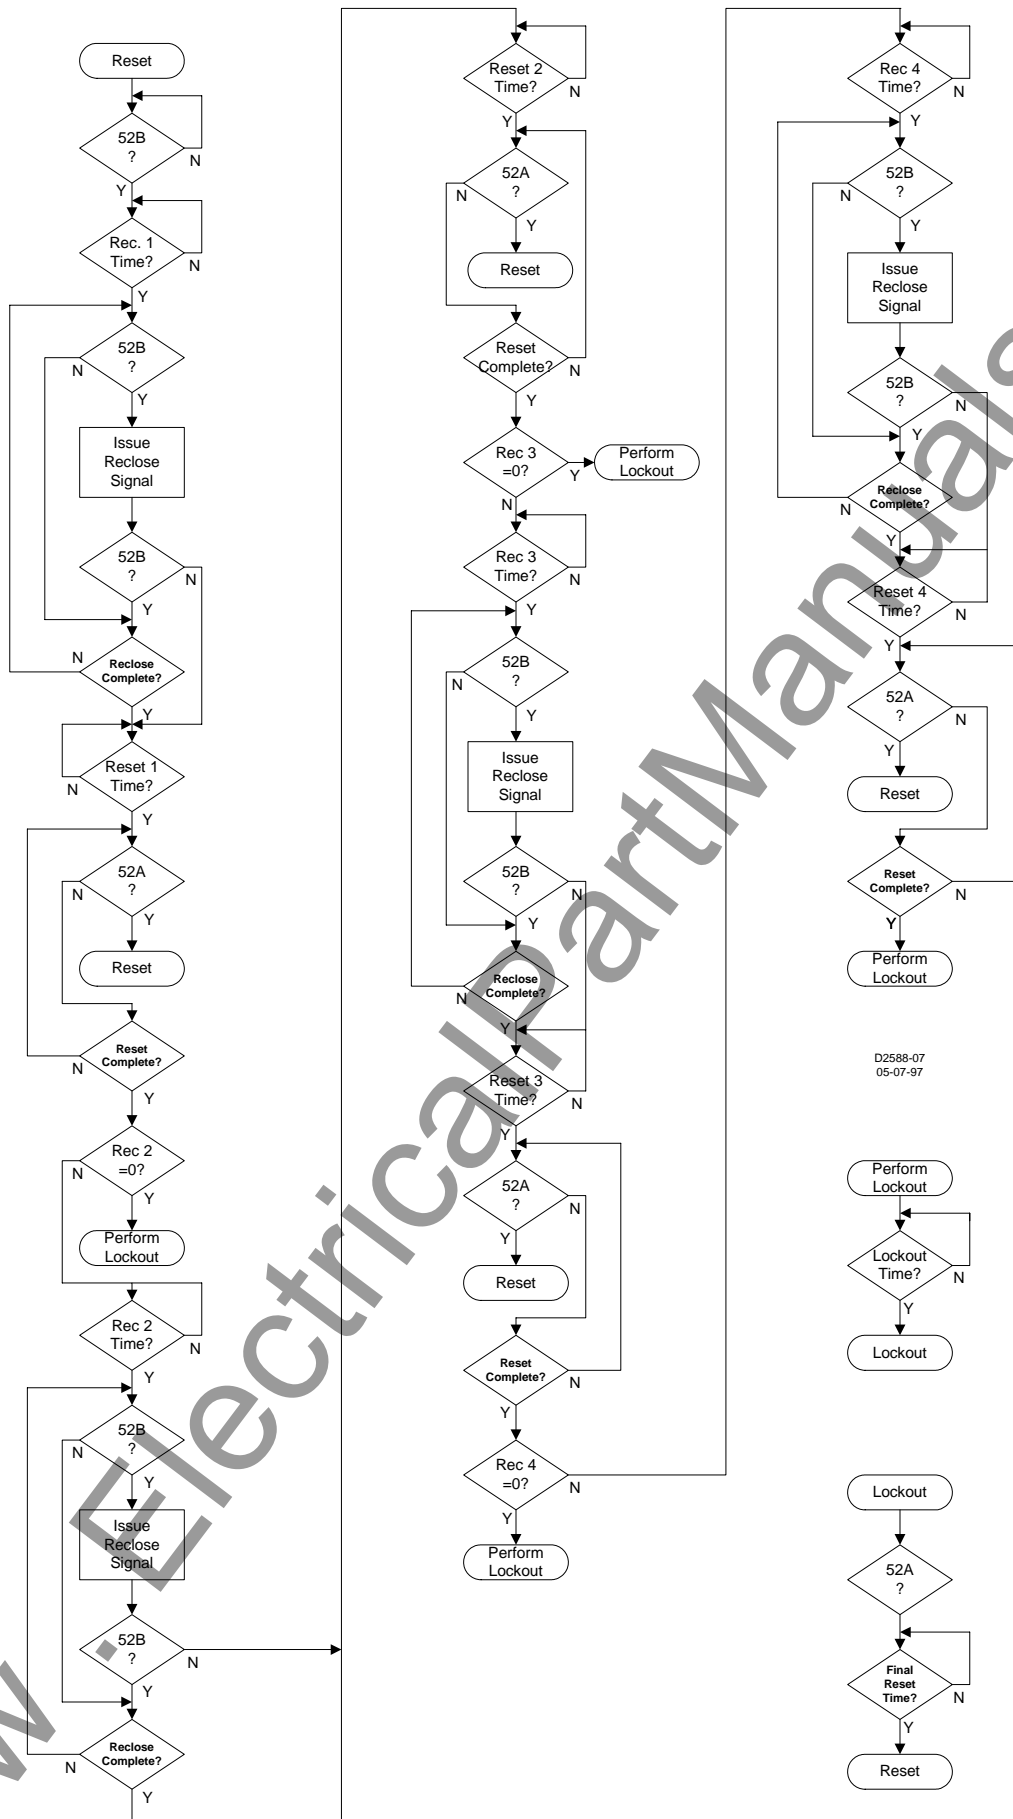 Reset
52B
?
N
Y
Rec. 1
Time?
N
Y
52B
?
N
Y
Issue
Reclose
Signal
52B
?
N
Y
Reclose
Complete?
N
Y
Reset 1
Time?
N
Y
52A
?
N
Y
Reset
Reset
Complete?
N
Y
Rec 2
=0?
N
Y
Perform
Lockout
Rec 2
Time?
N
Y
52B
?
N
Y
Issue
Reclose
Signal
52B
?
N
Y
Reclose
Complete?
N
Y
Reset 2
Time?
N
Y
52A
?
N
Y
Reset
Reset
Complete?
N
Y
Rec 3
=0?
Y
Perform
Lockout
N
Rec 3
Time?
N
Y
52B
?
N
Y
Issue
Reclose
Signal
52B
?
N
Y
Reclose
Complete?
N
Y
Reset 3
Time?
N
Y
52A
?
N
Y
Reset
Reset
Complete?
N
Y
Rec 4
=0?
N
Y
Perform
Lockout
Rec 4
Time?
N
Y
52B
?
N
Y
Issue
Reclose
Signal
52B
?
N
Y
Reclose
Complete?
N
Y
Reset 4
Time?
N
Y
52A
?
N
Y
Reset
Reset
Complete?
N
Y
Perform
Lockout
D2588-07
05-07-97
Perform
Lockout
Lockout
Time?
N
Y
Lockout
Lockout
52A
?
Final
Reset
Time?
N
Y
Reset
w . ElectricalPartManuals